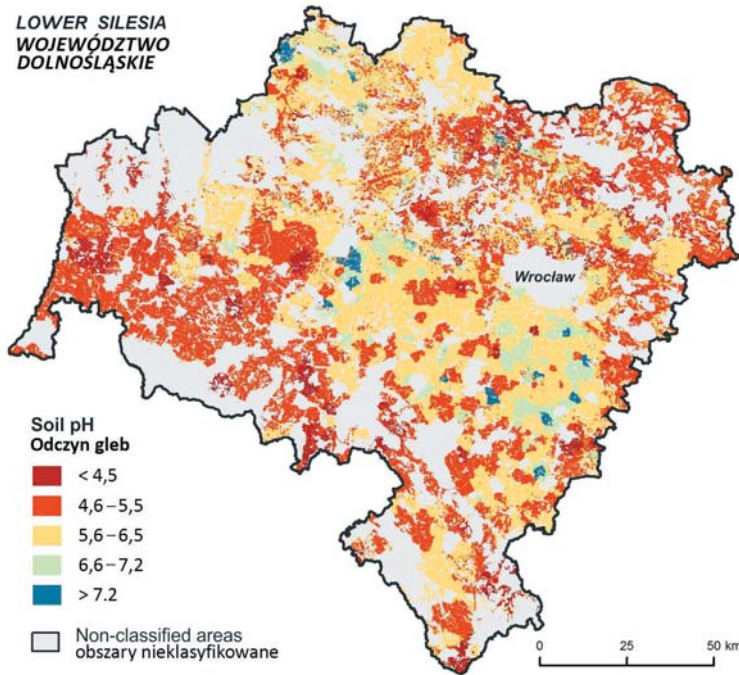 LOWER SILESIA
WOJEWÓDZTWO
DOLNOŚLĄSKIE
Wrocław
Soil pH
Odczyn gleb
< 4,5
4,6–5,5
5,6–6,5
6,6–7,2
> 7.2
Non-classified areas
obszary nieklasyfikowane
0 25 50 km